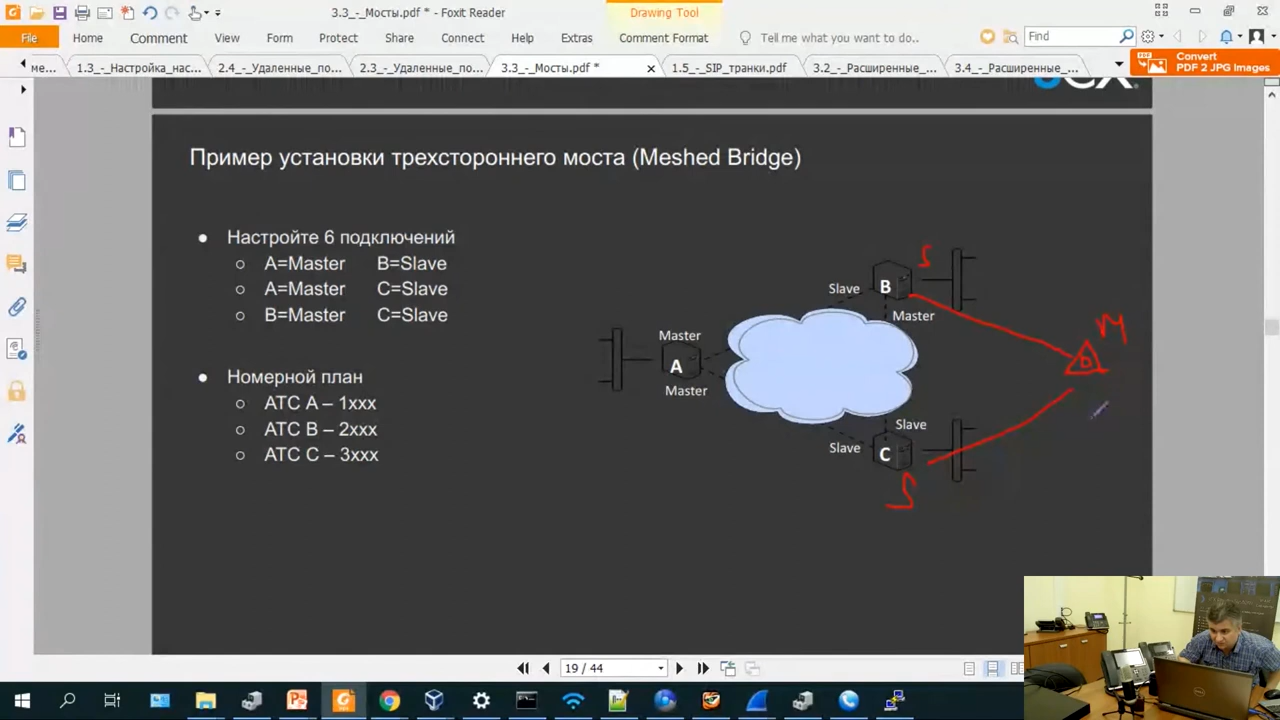 3.3_-_Мосты.pdf * - Foxit Reader
Drawing Tool
File
Home
Comment
View
Form
Protect
Share
Connect
Help
Extras
Comment Format
Tell me what you want to do...
Find
ме...
1.3_-_Настройка_нас...
2.4_-_Удаленные_по...
2.3_-_Удаленные_по...
3.3_-_Мосты.pdf *
1.5_-_SIP_транки.pdf
3.2_-_Расширенные_...
3.4_-_Расширенные_...
Convert
PDF 2 JPG Images
Пример установки трехстороннего моста (Meshed Bridge)
● Настройте 6 подключений
○ A=Master B=Slave
○ A=Master C=Slave
○ B=Master C=Slave
● Номерной план
○ АТС A – 1xxx
○ АТС B – 2xxx
○ АТС C – 3xxx
S
Slave
B
Master
M
Master
A
D
Master
Slave
Slave
C
S
19 / 44